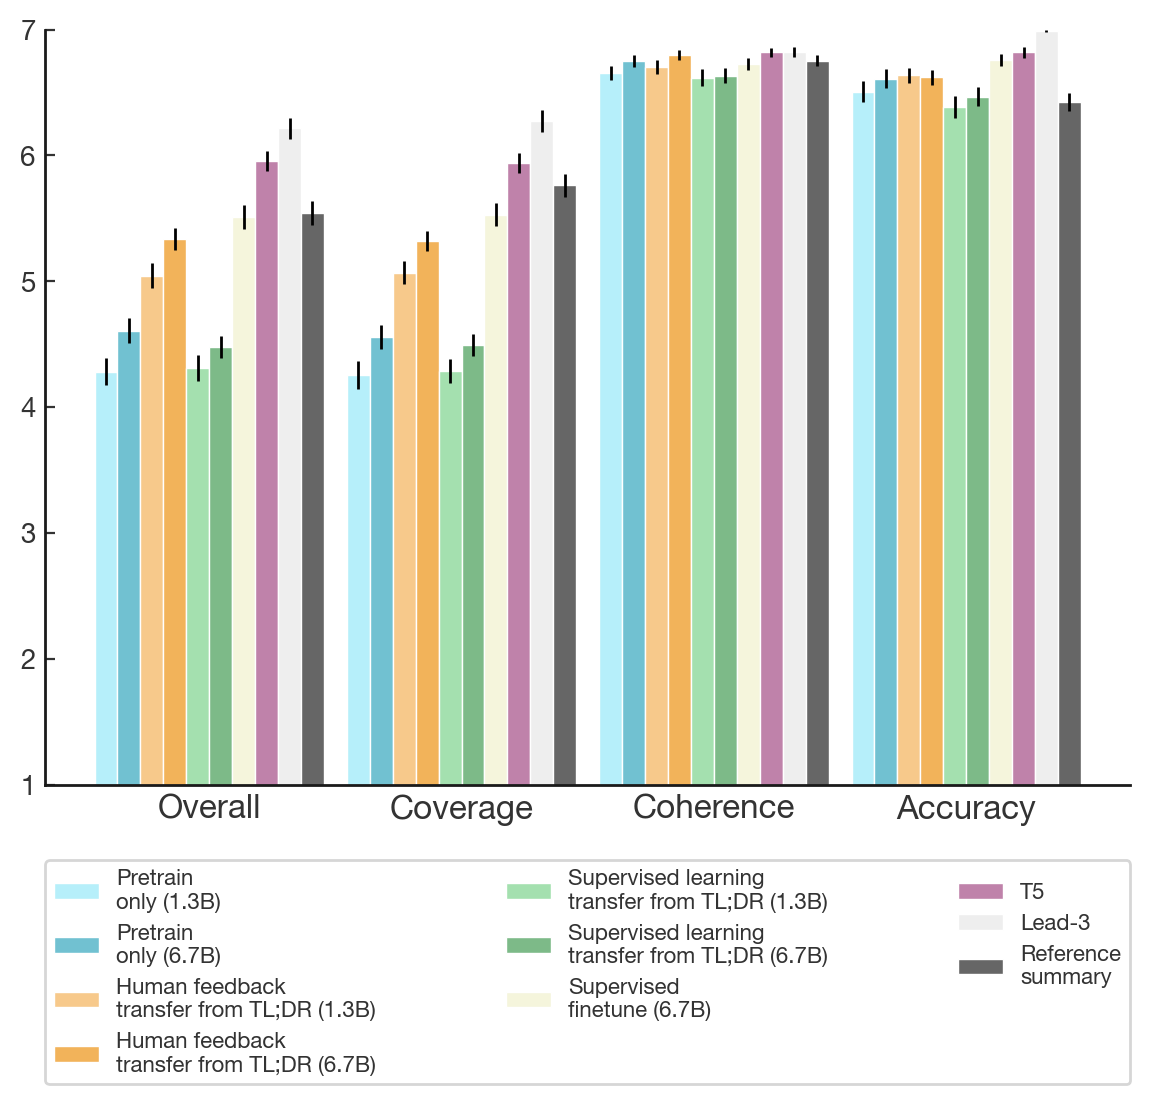 7
6
5
4
3
2
1
Overall
Coverage
Coherence
Accuracy
Pretrain
only (1.3B)
Pretrain
only (6.7B)
Human feedback
transfer from TL;DR (1.3B)
Human feedback
transfer from TL;DR (6.7B)
Supervised learning
transfer from TL;DR (1.3B)
Supervised learning
transfer from TL;DR (6.7B)
Supervised
finetune (6.7B)
T5
Lead-3
Reference
summary